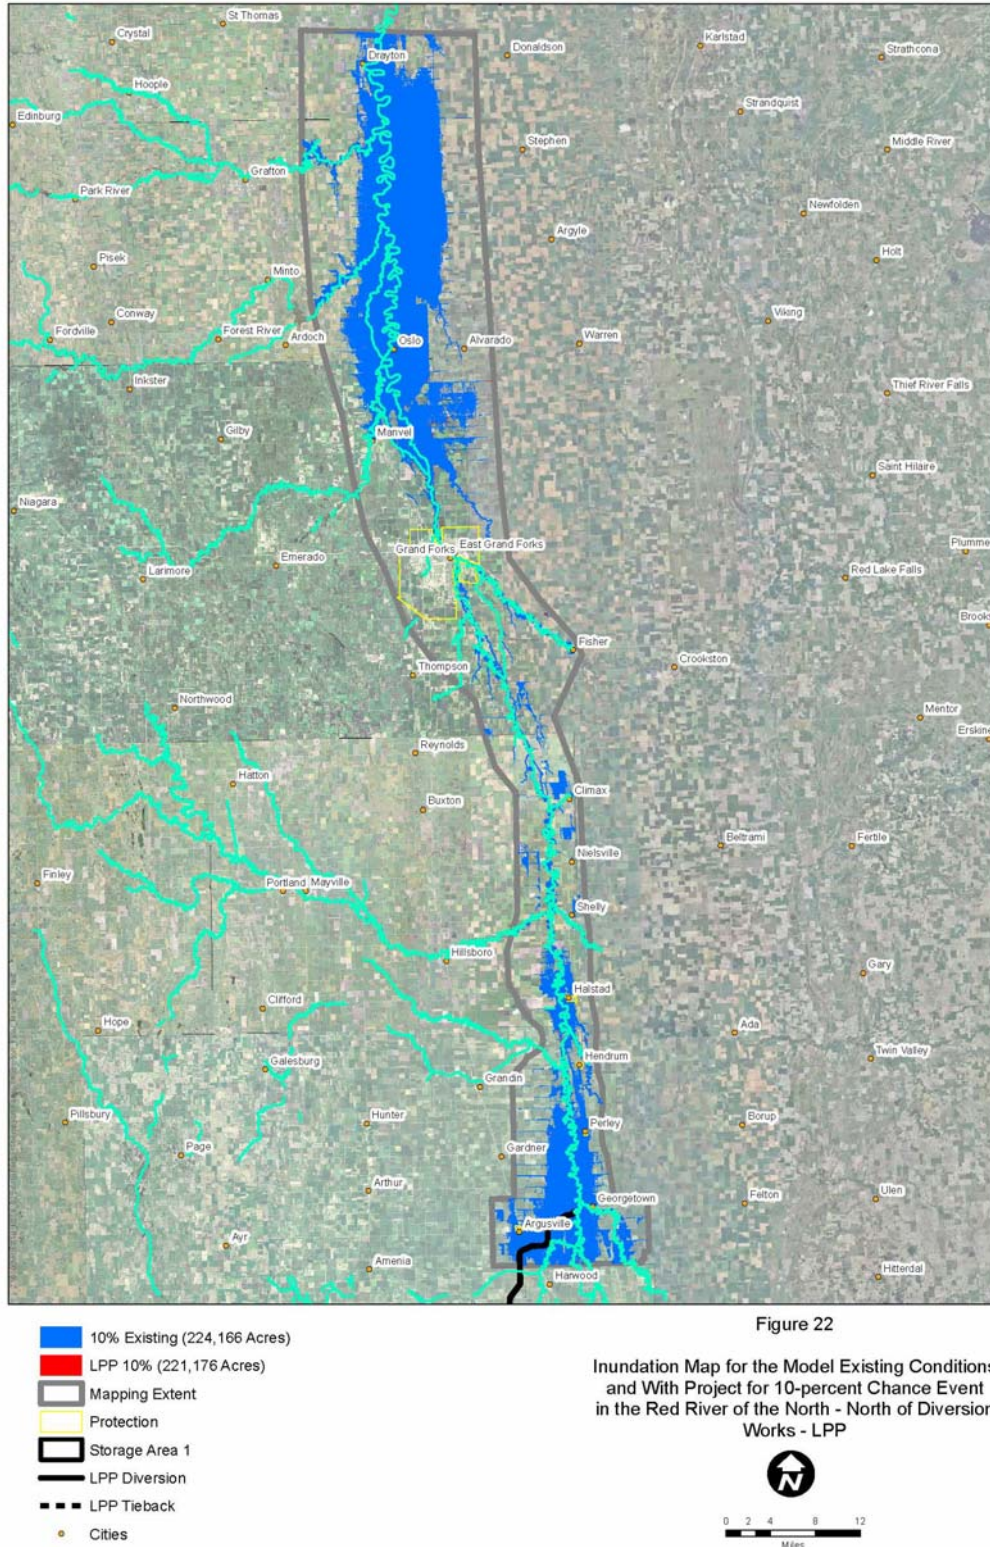 St Thomas
Crystal
Karlstad
Donaldson
Strathcona
Drayton
Hoople
Strandquist
Edinburg
Stephen
Middle River
Grafton
Park River
Newfolden
Argyle
Pisek
Holt
Minto
Conway
Viking
Fordville
Forest River
Ardoch
Oslo
Alvarado
Warren
Inkster
Thief River Falls
Manvel
Gilby
Saint Hilaire
Niagara
Grand Forks
East Grand Forks
Plumme
Emerado
Larimore
Red Lake Falls
Brooks
Fisher
Crookston
Thompson
Northwood
Mentor
Erskine
Reynolds
Hatton
Climax
Buxton
Beltrami
Fertile
Nielsville
Finley
Portland
Mayville
Shelly
Hillsboro
Gary
Halstad
Clifford
Hope
Ada
Twin Valley
Hendrum
Galesburg
Grandin
Pillsbury
Hunter
Perley
Borup
Page
Gardner
Arthur
Georgetown
Felton
Ulen
Argusville
Ayr
Amenia
Harwood
Hitterdal
10% Existing (224,166 Acres)
LPP 10% (221,176 Acres)
Mapping Extent
Protection
Storage Area 1
LPP Diversion
LPP Tieback
Cities
Figure 22
Inundation Map for the Model Existing Conditions
and With Project for 10-percent Chance Event
in the Red River of the North - North of Diversion
Works - LPP
N
0 2 4 8 12
Miles